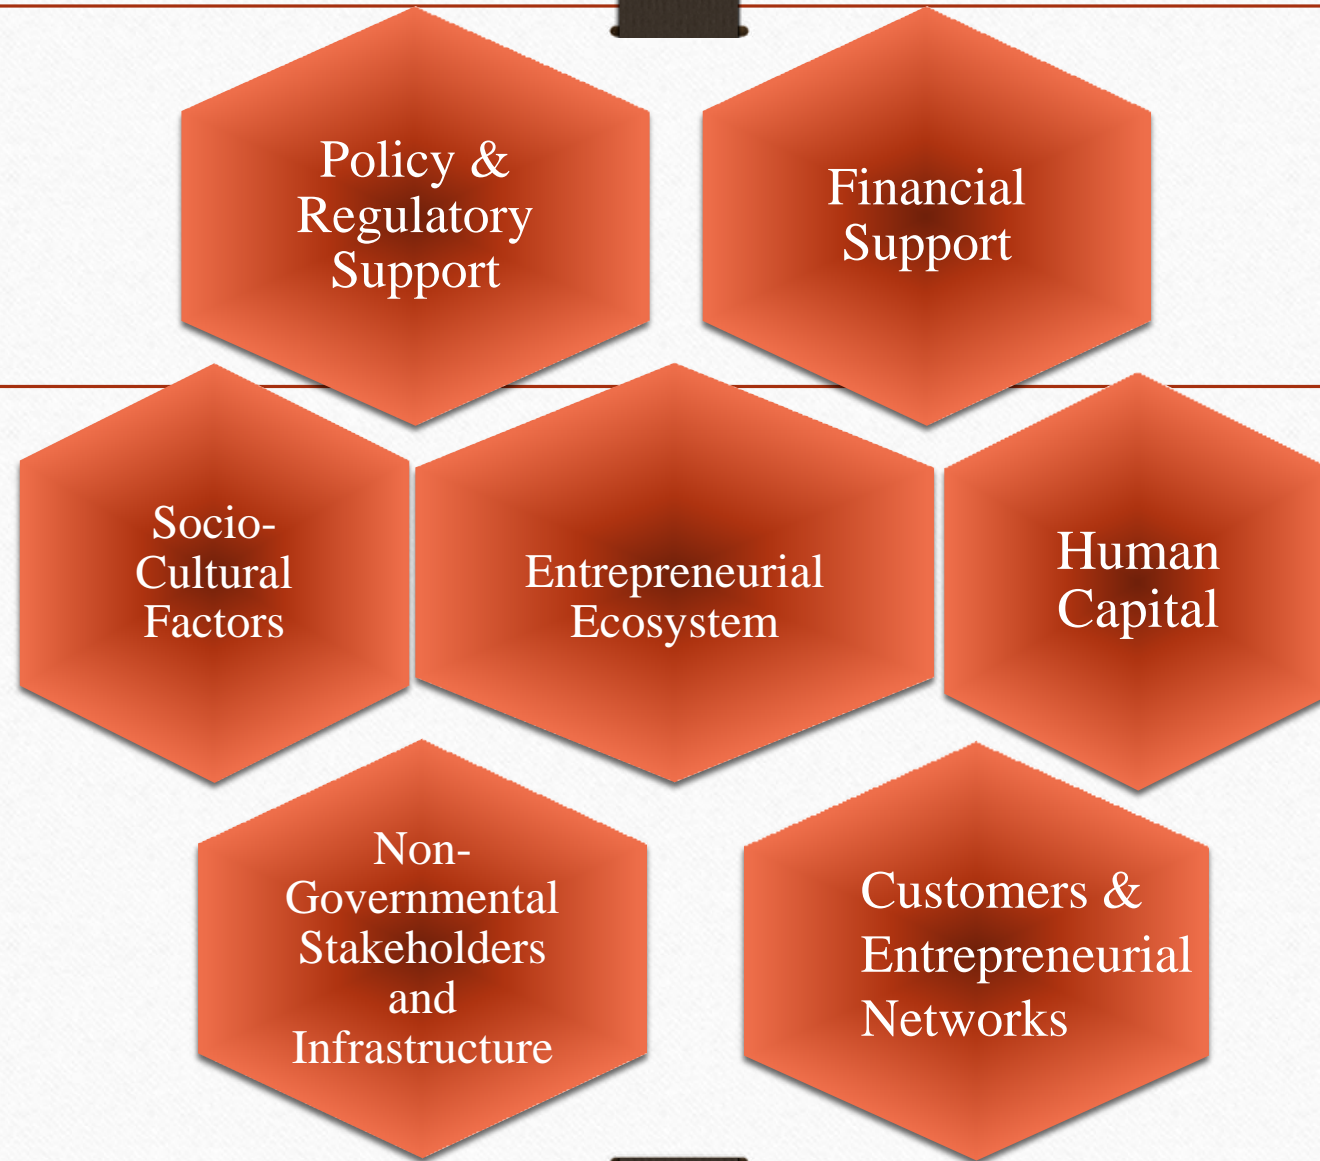 Policy &
Regulatory
Support
Financial
Support
Socio-
Cultural
Factors
Entrepreneurial
Ecosystem
Human
Capital
Non-
Governmental
Stakeholders
and
Infrastructure
Customers &
Entrepreneurial
Networks